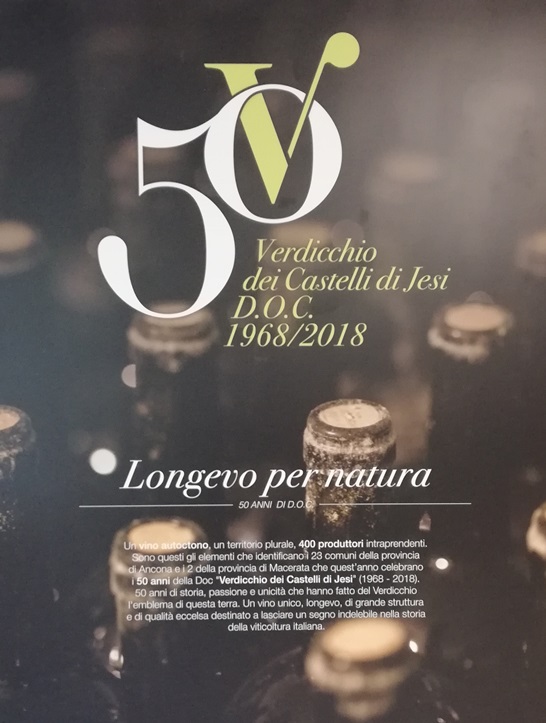 50
V
Verdicchio
dei Castelli di Jesi
D.O.C.
1968/2018
Longevo per natura
50 ANNI DI D.O.C.
Un vino autoctono, un territorio plurale, 400 produttori intraprendenti.
Sono questi gli elementi che identificano i 23 comuni della provincia
di Ancona e i 2 della provincia di Macerata che quest'anno celebrano
i 50 anni della Doc "Verdicchio dei Castelli di Jesi" (1968 - 2018).
50 anni di storia, passione e unicità che hanno fatto del Verdicchio
l'emblema di questa terra. Un vino unico, longevo, di grande struttura
e di qualità eccelsa destinato a lasciare un segno indelebile nella storia
della viticoltura italiana.